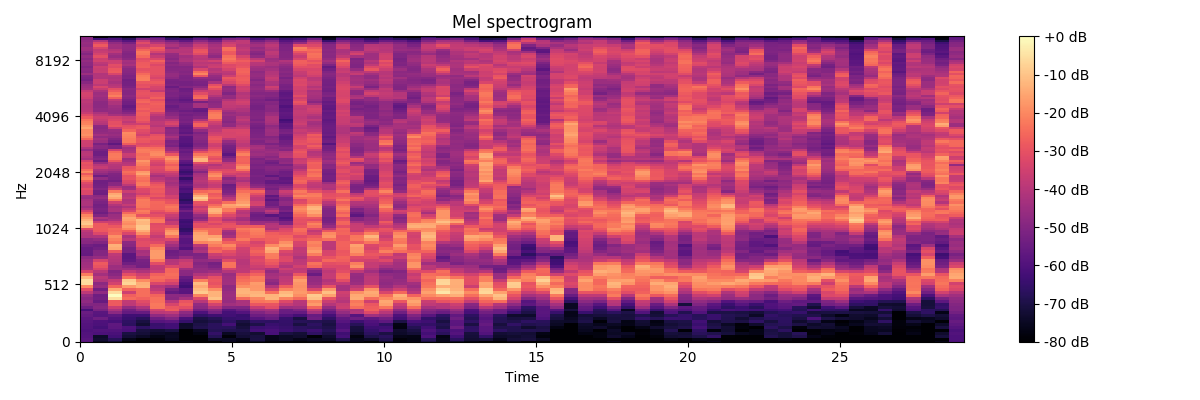 Mel spectrogram
8192
4096
2048
1024
512
0
Hz
0 5 10 15 20 25
Time
+0 dB
-10 dB
-20 dB
-30 dB
-40 dB
-50 dB
-60 dB
-70 dB
-80 dB